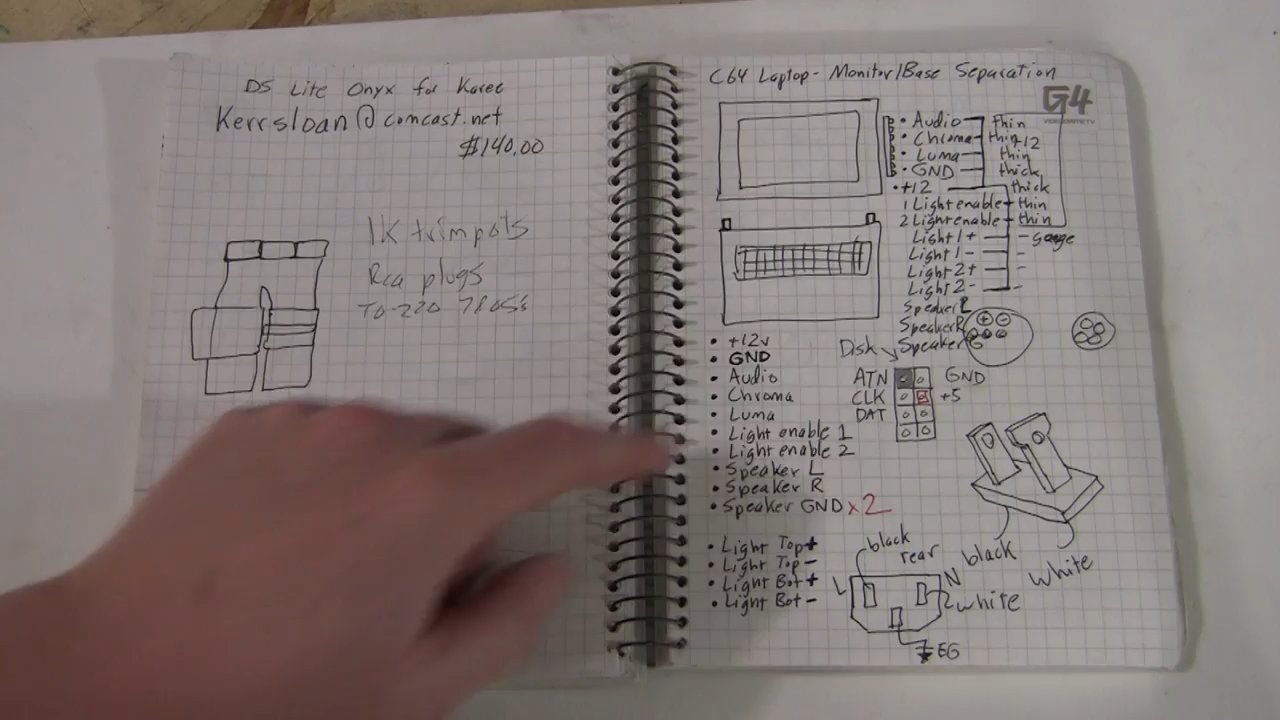 DS Lite Onyx for Karee
Kerrsloan@comcast.net
$140.00
1K trimpots
Rca plugs
TO-220 7805s
C64 Laptop - Monitor/Base Separation
G4
• Audio thin
• Chroma thin +12
• Luma thin
• GND thick
• +12 thick
1 Light enable thin
2 Light enable thin
Light 1 + - gauge
Light 1 - -
Light 2 + -
Light 2 - -
Speaker L
Speaker R
Speaker G
• +12v
• GND
• Audio
• Chroma
• Luma
• Light enable 1
• Light enable 2
• Speaker L
• Speaker R
• Speaker GND x2
• Light Top +
• Light Top -
• Light Bot +
• Light Bot -
Disk
ATN GND
CLK +5
DAT
black
rear
L N
white
EG
black
white